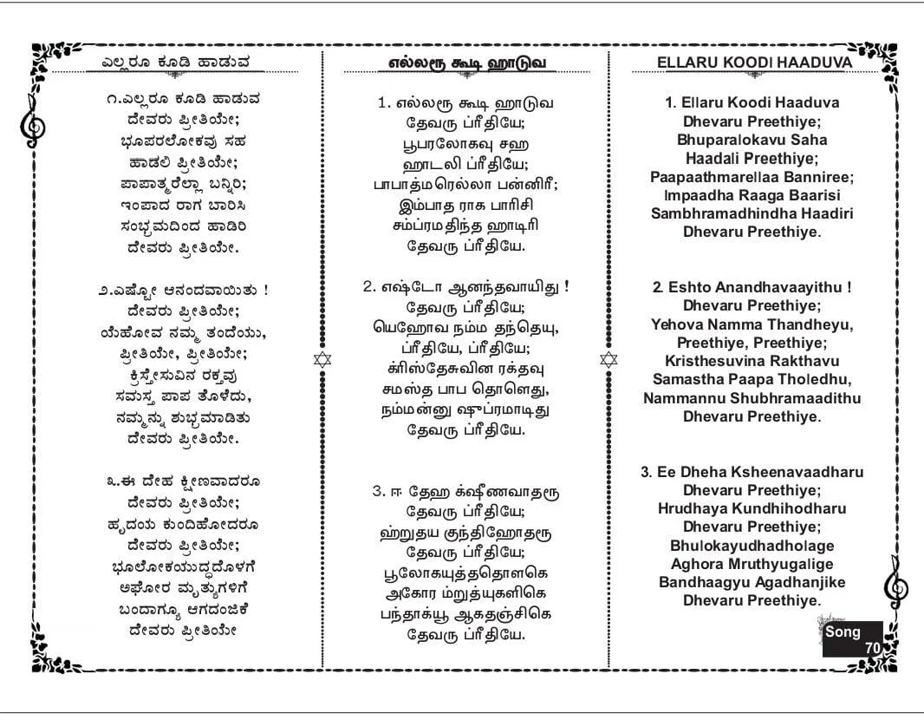 ಎಲ್ಲರೂ ಕೂಡಿ ಹಾಡುವ
೧.ಎಲ್ಲರೂ ಕೂಡಿ ಹಾಡುವ
ದೇವರು ಪ್ರೀತಿಯೇ;
ಭೂಪರಲೋಕವು ಸಹ
ಹಾಡಲಿ ಪ್ರೀತಿಯೇ;
ಪಾಪಾತ್ಮರೆಲ್ಲಾ ಬನ್ನಿರಿ;
ಇಂಪಾದ ರಾಗ ಬಾರಿಸಿ
ಸಂಭ್ರಮದಿಂದ ಹಾಡಿರಿ
ದೇವರು ಪ್ರೀತಿಯೇ.
೨.ಎಷ್ಟೋ ಆನಂದವಾಯಿತು !
ದೇವರು ಪ್ರೀತಿಯೇ;
ಯೆಹೋವ ನಮ್ಮ ತಂದೆಯು,
ಪ್ರೀತಿಯೇ, ಪ್ರೀತಿಯೇ;
ಕ್ರಿಸ್ತೇಸುವಿನ ರಕ್ತವು
ಸಮಸ್ತ ಪಾಪ ತೊಳೆದು,
ನಮ್ಮನ್ನು ಶುಭ್ರಮಾಡಿತು
ದೇವರು ಪ್ರೀತಿಯೇ.
೩.ಈ ದೇಹ ಕ್ಷೀಣವಾದರೂ
ದೇವರು ಪ್ರೀತಿಯೇ;
ಹೃದಯ ಕುಂದಿಹೋದರೂ
ದೇವರು ಪ್ರೀತಿಯೇ;
ಭೂಲೋಕಯುದ್ಧದೊಳಗೆ
ಅಘೋರ ಮೃತ್ಯುಗಳಿಗೆ
ಬಂದಾಗ್ಯೂ ಆಗದಂಜಿಕೆ
ದೇವರು ಪ್ರೀತಿಯೇ
எல்லரூ கூடி ஹாடுவ
1. எல்லரூ கூடி ஹாடுவ
தேவரு ப்ரீதியே;
பூபரலோகவு சஹ
ஹாடலி ப்ரீதியே;
பாபாத்மரெல்லா பன்னிரீ;
இம்பாத ராக பாரிசி
சம்ப்ரமதிந்த ஹாடிரி
தேவரு ப்ரீதியே.
2. எஷ்டோ ஆனந்தவாயிது !
தேவரு ப்ரீதியே;
யெஹோவ நம்ம தந்தெயு,
ப்ரீதியே, ப்ரீதியே;
க்ரிஸ்தேசுவின ரக்தவு
சமஸ்த பாப தொளெது,
நம்மன்னு ஷுப்ரமாடிது
தேவரு ப்ரீதியே.
3. ஈ தேஹ க்ஷீணவாதரூ
தேவரு ப்ரீதியே;
ஹ்றுதய குந்திஹோதரூ
தேவரு ப்ரீதியே;
பூலோகயுத்ததொளகெ
அகோர ம்றுத்யுகளிகெ
பந்தாக்யூ ஆகதஞ்சிகெ
தேவரு ப்ரீதியே.
ELLARU KOODI HAADUVA
1. Ellaru Koodi Haaduva
Dhevaru Preethiye;
Bhuparalokavu Saha
Haadali Preethiye;
Paapaathmarellaa Banniree;
Impaadha Raaga Baarisi
Sambhramadhindha Haadiri
Dhevaru Preethiye.
2. Eshto Anandhavaayithu !
Dhevaru Preethiye;
Yehova Namma Thandheyu,
Preethiye, Preethiye;
Kristhesuvina Rakthavu
Samastha Paapa Tholedhu,
Nammannu Shubhramaadithu
Dhevaru Preethiye.
3. Ee Dheha Ksheenavaadharu
Dhevaru Preethiye;
Hrudhaya Kundhihodharu
Dhevaru Preethiye;
Bhulokayudhadholage
Aghora Mruthyugalige
Bandhaagyu Agadhanjike
Dhevaru Preethiye.
Song
70